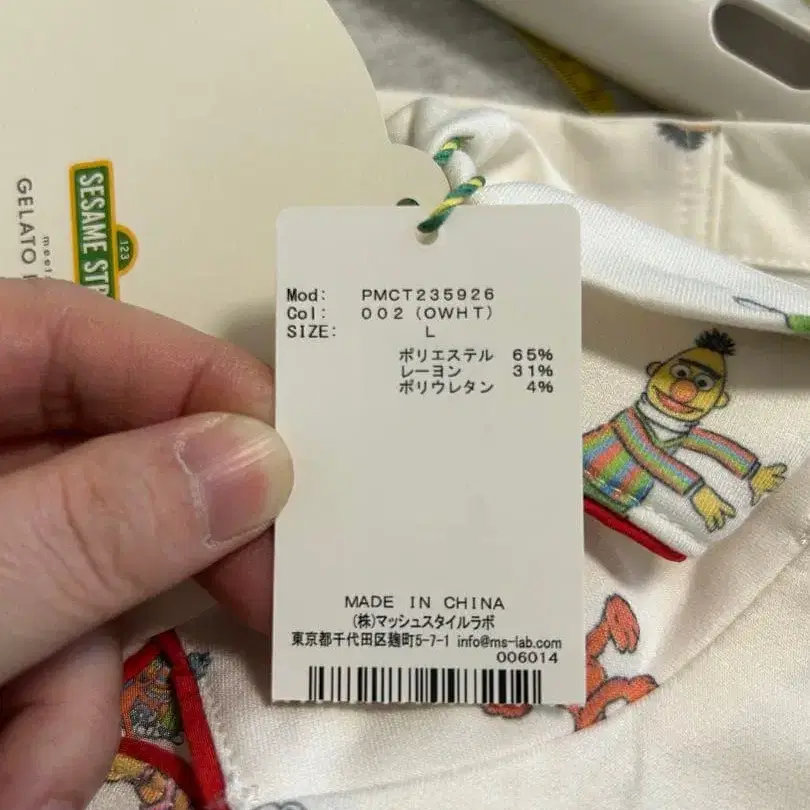 SESAME STR
123
meets
GELATO
Mod: PMCT235926
Col: 002(OWHT)
SIZE: L
ポリエステル 65%
レーヨン 31%
ポリウレタン 4%
MADE IN CHINA
(株)マッシュスタイルラボ
東京都千代田区麹町5-7-1 info@ms-lab.com
006014